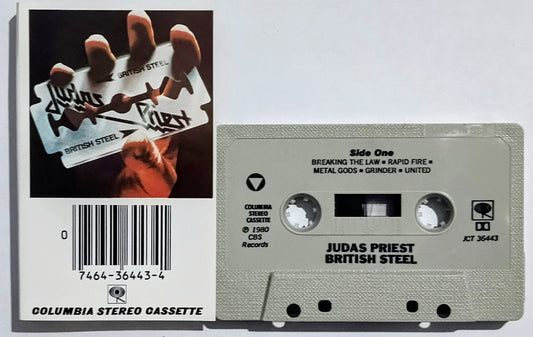 BRITISH STEEL
Judas
Priest
BRITISH STEEL
0
7464-36443-4
COLUMBIA STEREO CASSETTE
Side One
BREAKING THE LAW ▪ RAPID FIRE ▪
METAL GODS ▪ GRINDER ▪ UNITED
COLUMBIA
STEREO
CASSETTE
℗ 1980
CBS
Records
JCT 36443
JUDAS PRIEST
BRITISH STEEL